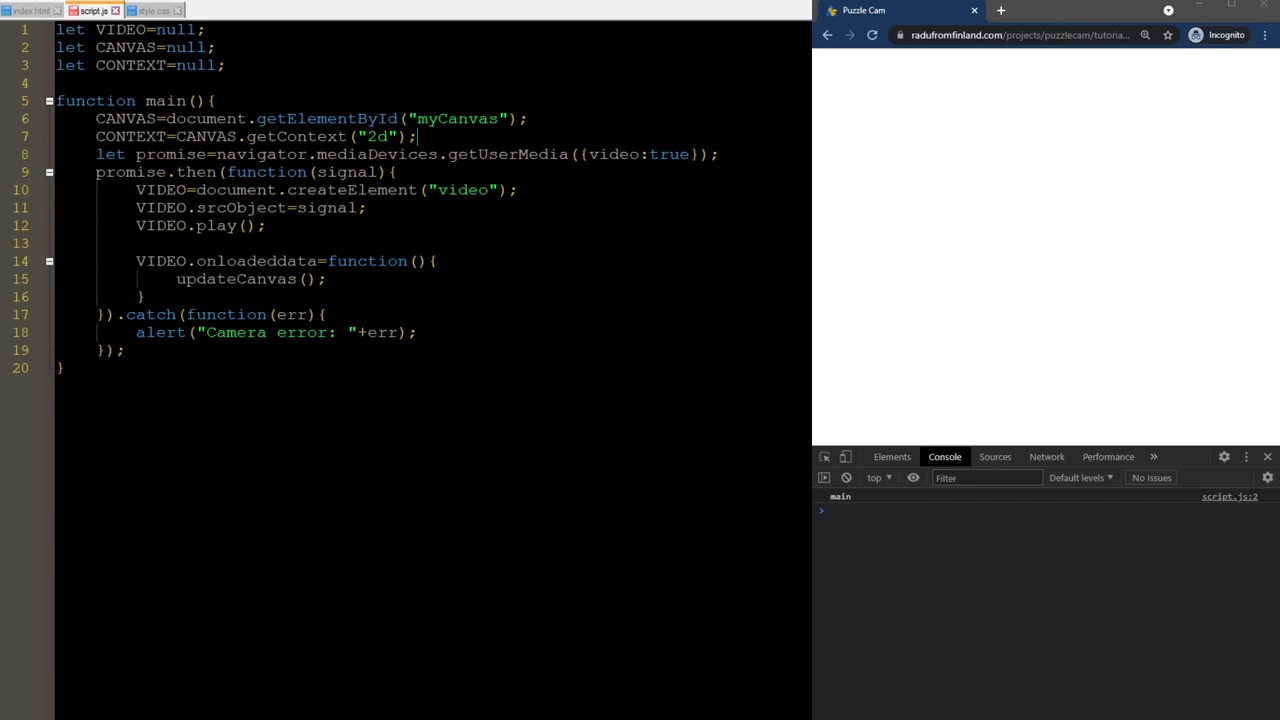 index.html script.js style.css
1 let VIDEO=null;
2 let CANVAS=null;
3 let CONTEXT=null;
4
5 function main(){
6 CANVAS=document.getElementById("myCanvas");
7 CONTEXT=CANVAS.getContext("2d");
8 let promise=navigator.mediaDevices.getUserMedia({video:true});
9 promise.then(function(signal){
10 VIDEO=document.createElement("video");
11 VIDEO.srcObject=signal;
12 VIDEO.play();
13
14 VIDEO.onloadeddata=function(){
15 updateCanvas();
16 }
17 }).catch(function(err){
18 alert("Camera error: "+err);
19 });
20 }
Puzzle Cam
radufromfinland.com/projects/puzzlecam/tutoria... Incognito
Elements Console Sources Network Performance
top Filter Default levels No Issues
main script.js:2